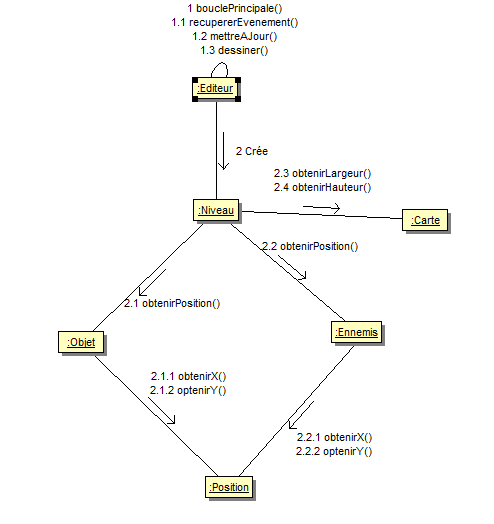 1 bouclePrincipale()
1.1 recupererEvenement()
1.2 mettreAJour()
1.3 dessiner()
:Editeur
2 Crée
2.3 obtenirLargeur()
2.4 obtenirHauteur()
:Niveau
:Carte
2.2 obtenirPosition()
2.1 obtenirPosition()
:Objet
:Ennemis
2.1.1 obtenirX()
2.1.2 optenirY()
2.2.1 obtenirX()
2.2.2 optenirY()
:Position